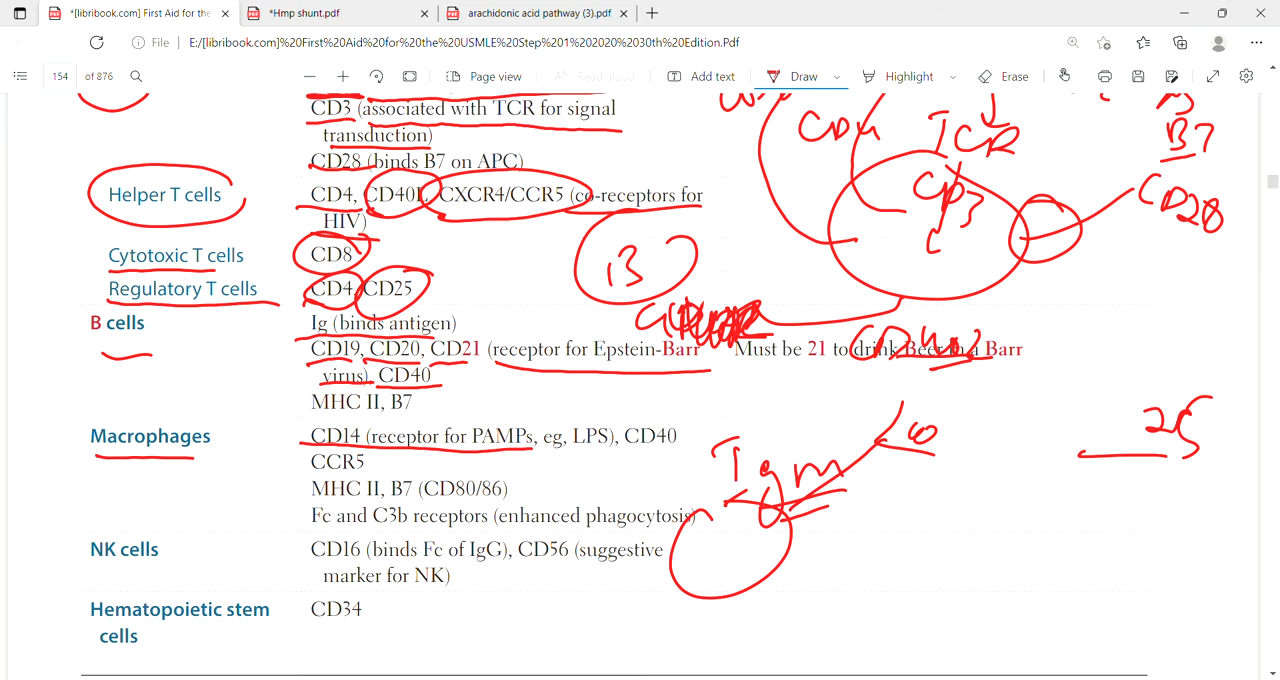 *[libribook.com] First Aid for the
*Hmp shunt.pdf
arachidonic acid pathway (3).pdf
File E:/[libribook.com]%20First%20Aid%20for%20the%20USMLE%20Step%201%202020%2030th%20Edition.Pdf
154 of 876
Page view
Read aloud
Add text
Draw
Highlight
Erase
CD3 (associated with TCR for signal
transduction)
CD28 (binds B7 on APC)
Helper T cells CD4, CD40L, CXCR4/CCR5 (co-receptors for
HIV)
Cytotoxic T cells CD8
Regulatory T cells CD4, CD25
B cells Ig (binds antigen)
CD19, CD20, CD21 (receptor for Epstein-Barr Must be 21 to drink Beer in a Barr
virus), CD40
MHC II, B7
Macrophages CD14 (receptor for PAMPs, eg, LPS), CD40
CCR5
MHC II, B7 (CD80/86)
Fc and C3b receptors (enhanced phagocytosis)
NK cells CD16 (binds Fc of IgG), CD56 (suggestive
marker for NK)
Hematopoietic stem CD34
cells
CD4
TCR
B7
CD3
CD28
B
IgM
25